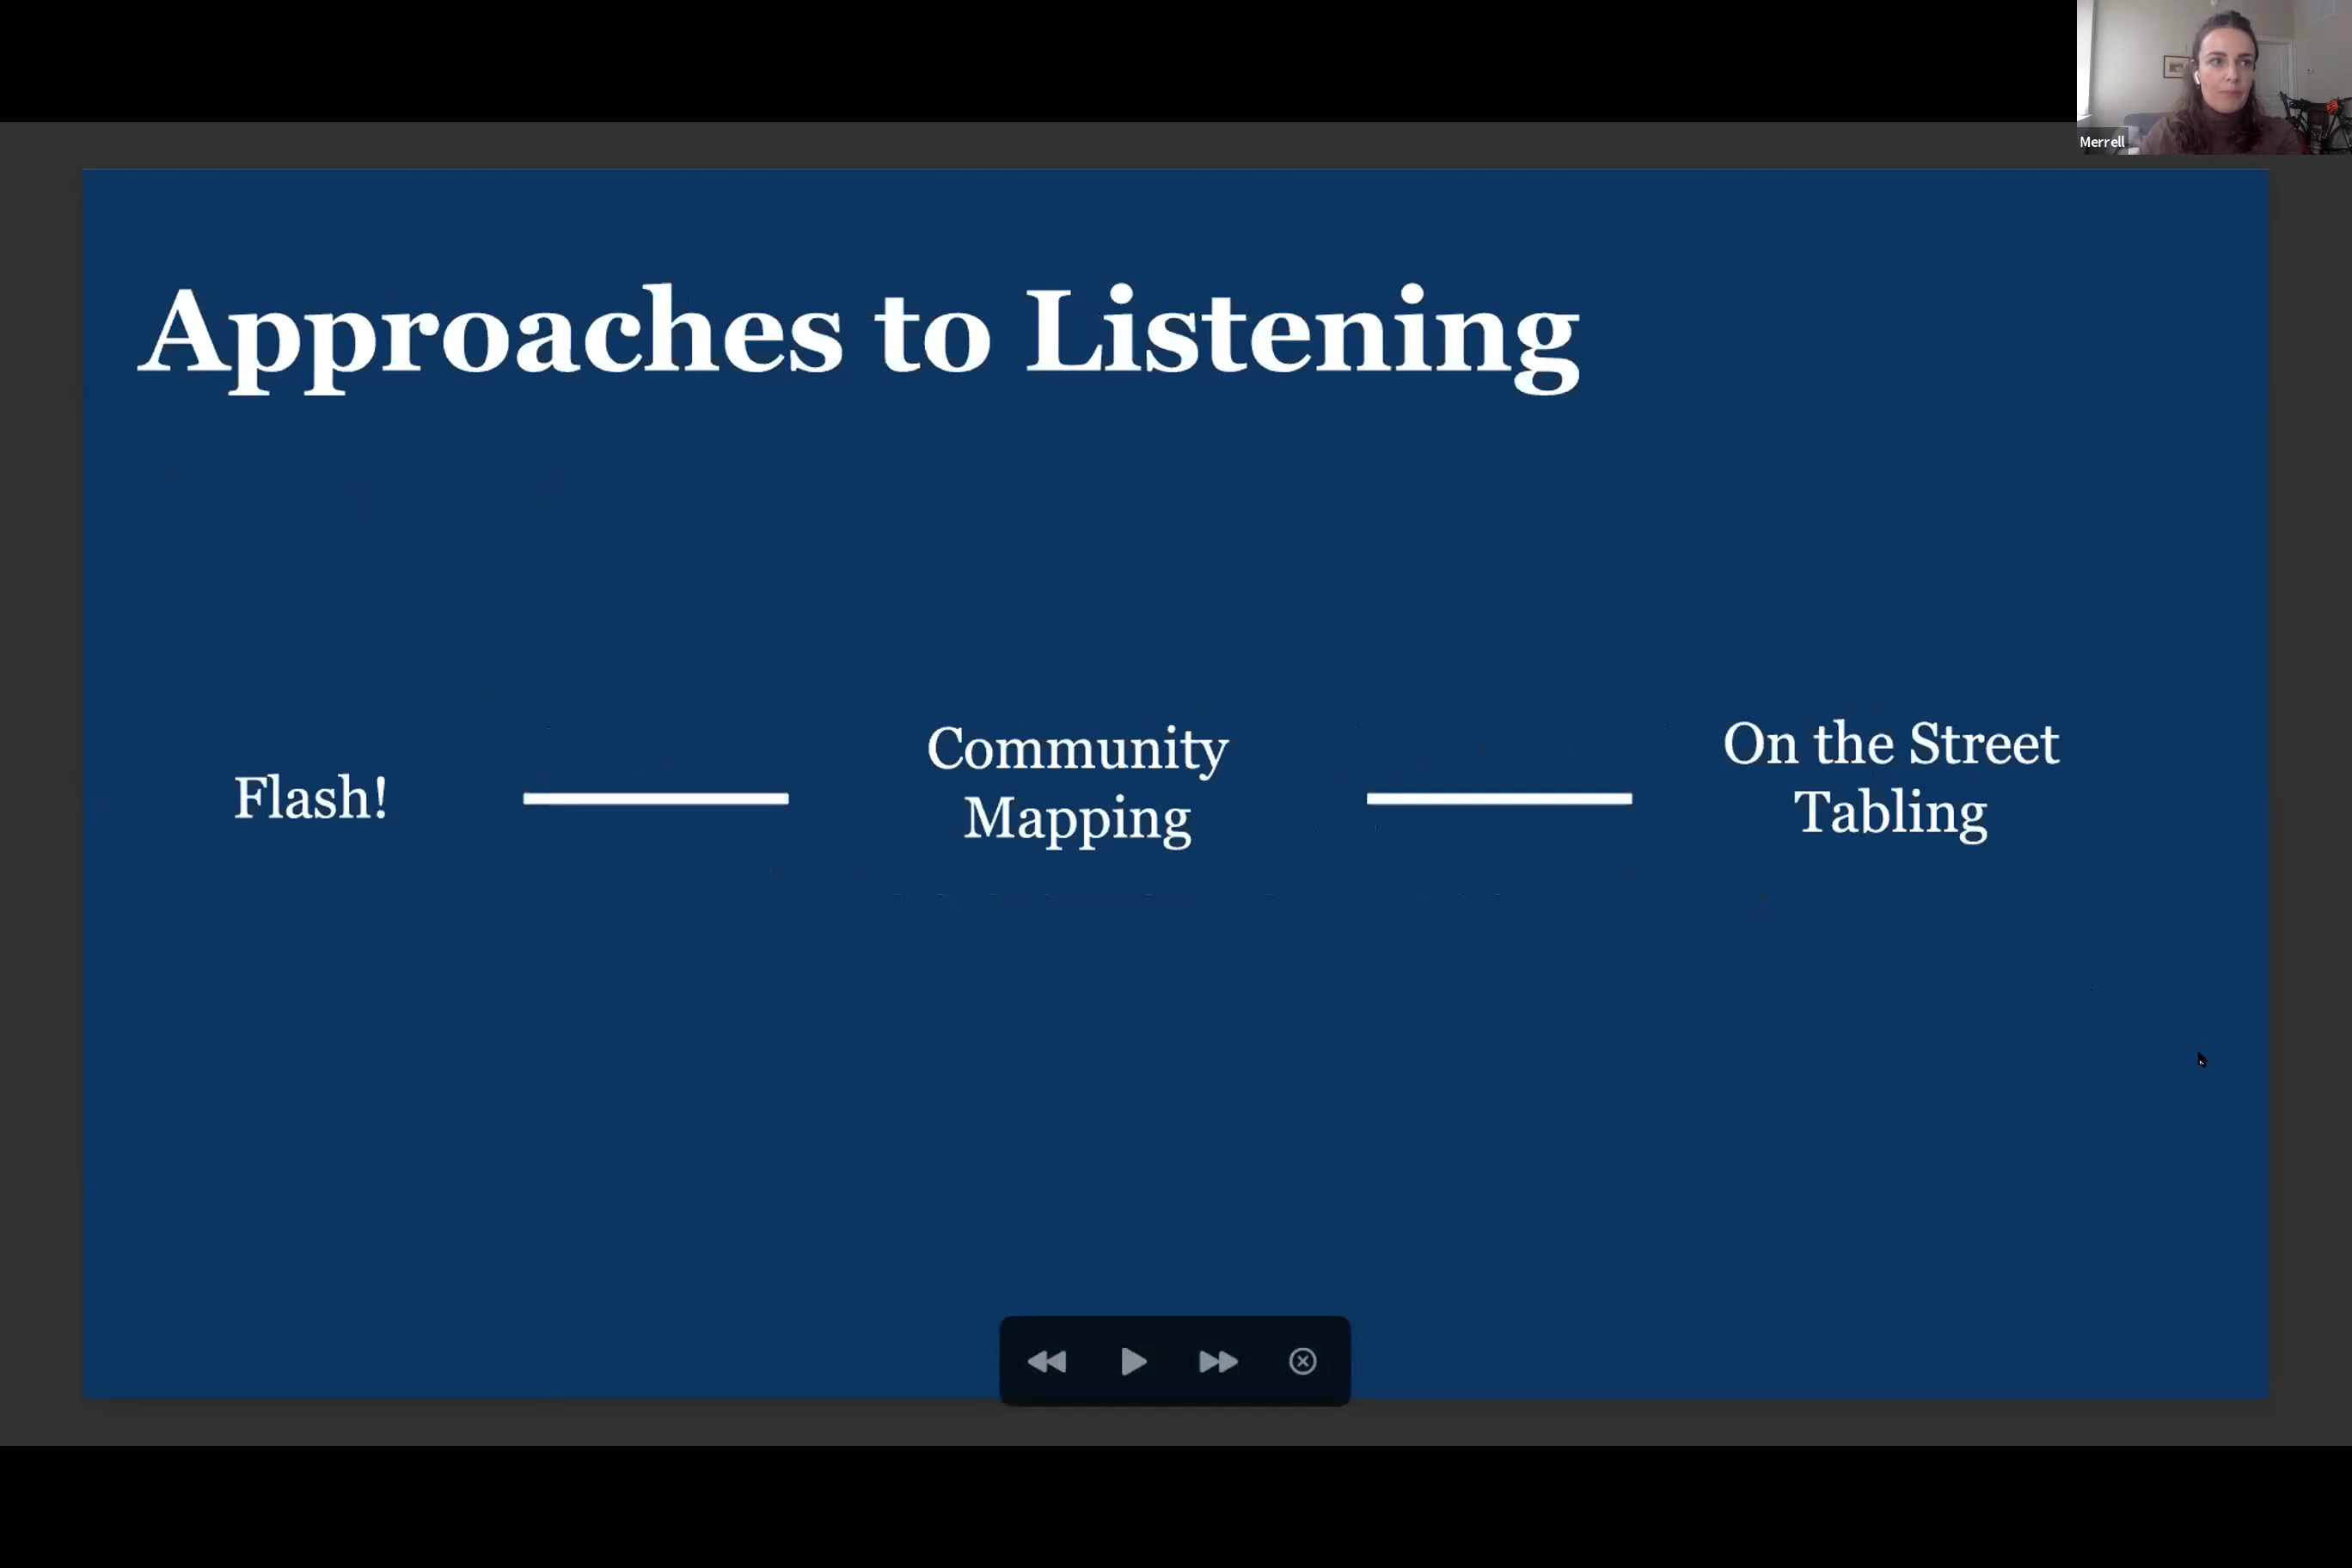 Merrell
Approaches to Listening
Flash!
Community
Mapping
On the Street
Tabling